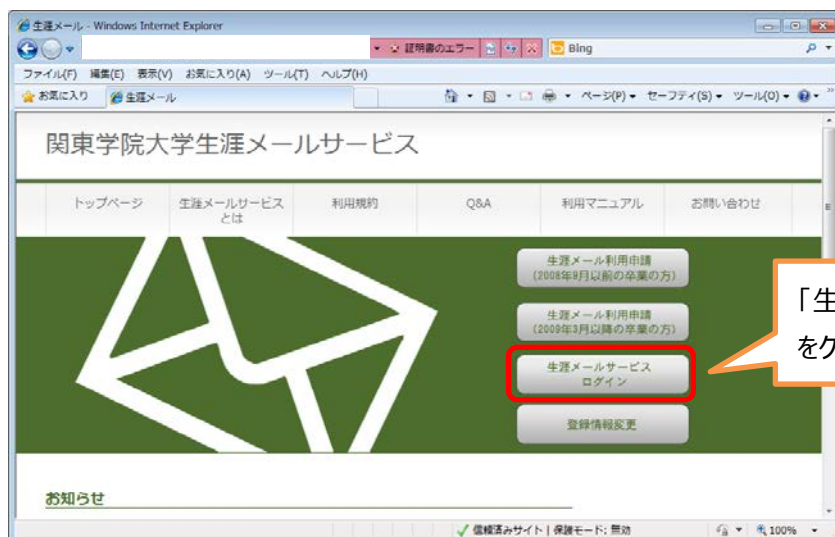 生涯メール - Windows Internet Explorer
証明書のエラー
Bing
ファイル(F) 編集(E) 表示(V) お気に入り(A) ツール(T) ヘルプ(H)
お気に入り 生涯メール ページ(P) セーフティ(S) ツール(O)
関東学院大学生涯メールサービス
トップページ
生涯メールサービス
とは
利用規約
Q&A
利用マニュアル
お問い合わせ
生涯メール利用申請
(2008年9月以前の卒業の方)
生涯メール利用申請
(2009年3月以降の卒業の方)
生涯メールサービス
ログイン
登録情報変更
「生
をク
お知らせ
信頼済みサイト | 保護モード: 無効 100%